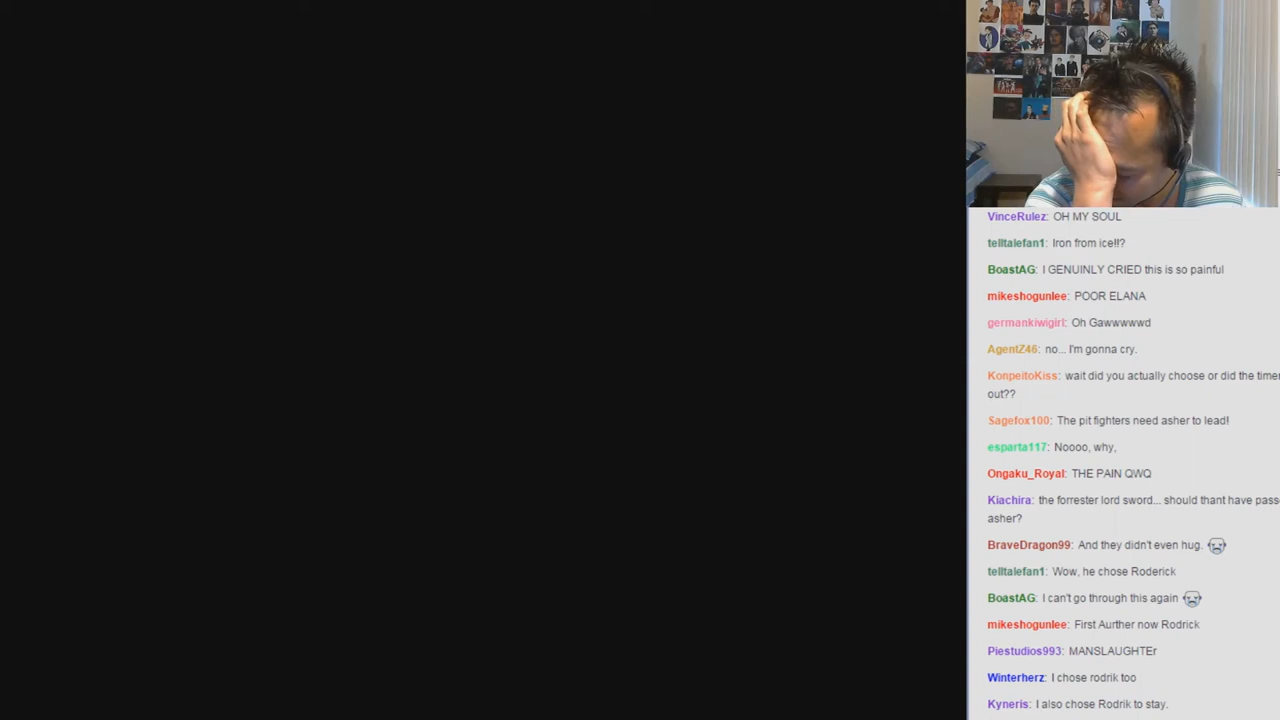 VinceRulez: OH MY SOUL
telltalefan1: Iron from ice!!?
BoastAG: I GENUINLY CRIED this is so painful
mikeshogunlee: POOR ELANA
germankiwigirl: Oh Gawwwwwd
AgentZ46: no... I'm gonna cry.
KonpeitoKiss: wait did you actually choose or did the timer
out??
Sagefox100: The pit fighters need asher to lead!
esparta117: Noooo, why,
Ongaku_Royal: THE PAIN QWQ
Kiachira: the forrester lord sword... should thant have passe
asher?
BraveDragon99: And they didn't even hug.
telltalefan1: Wow, he chose Roderick
BoastAG: I can't go through this again
mikeshogunlee: First Aurther now Rodrick
Piestudios993: MANSLAUGHTEr
Winterherz: I chose rodrik too
Kyneris: I also chose Rodrik to stay.